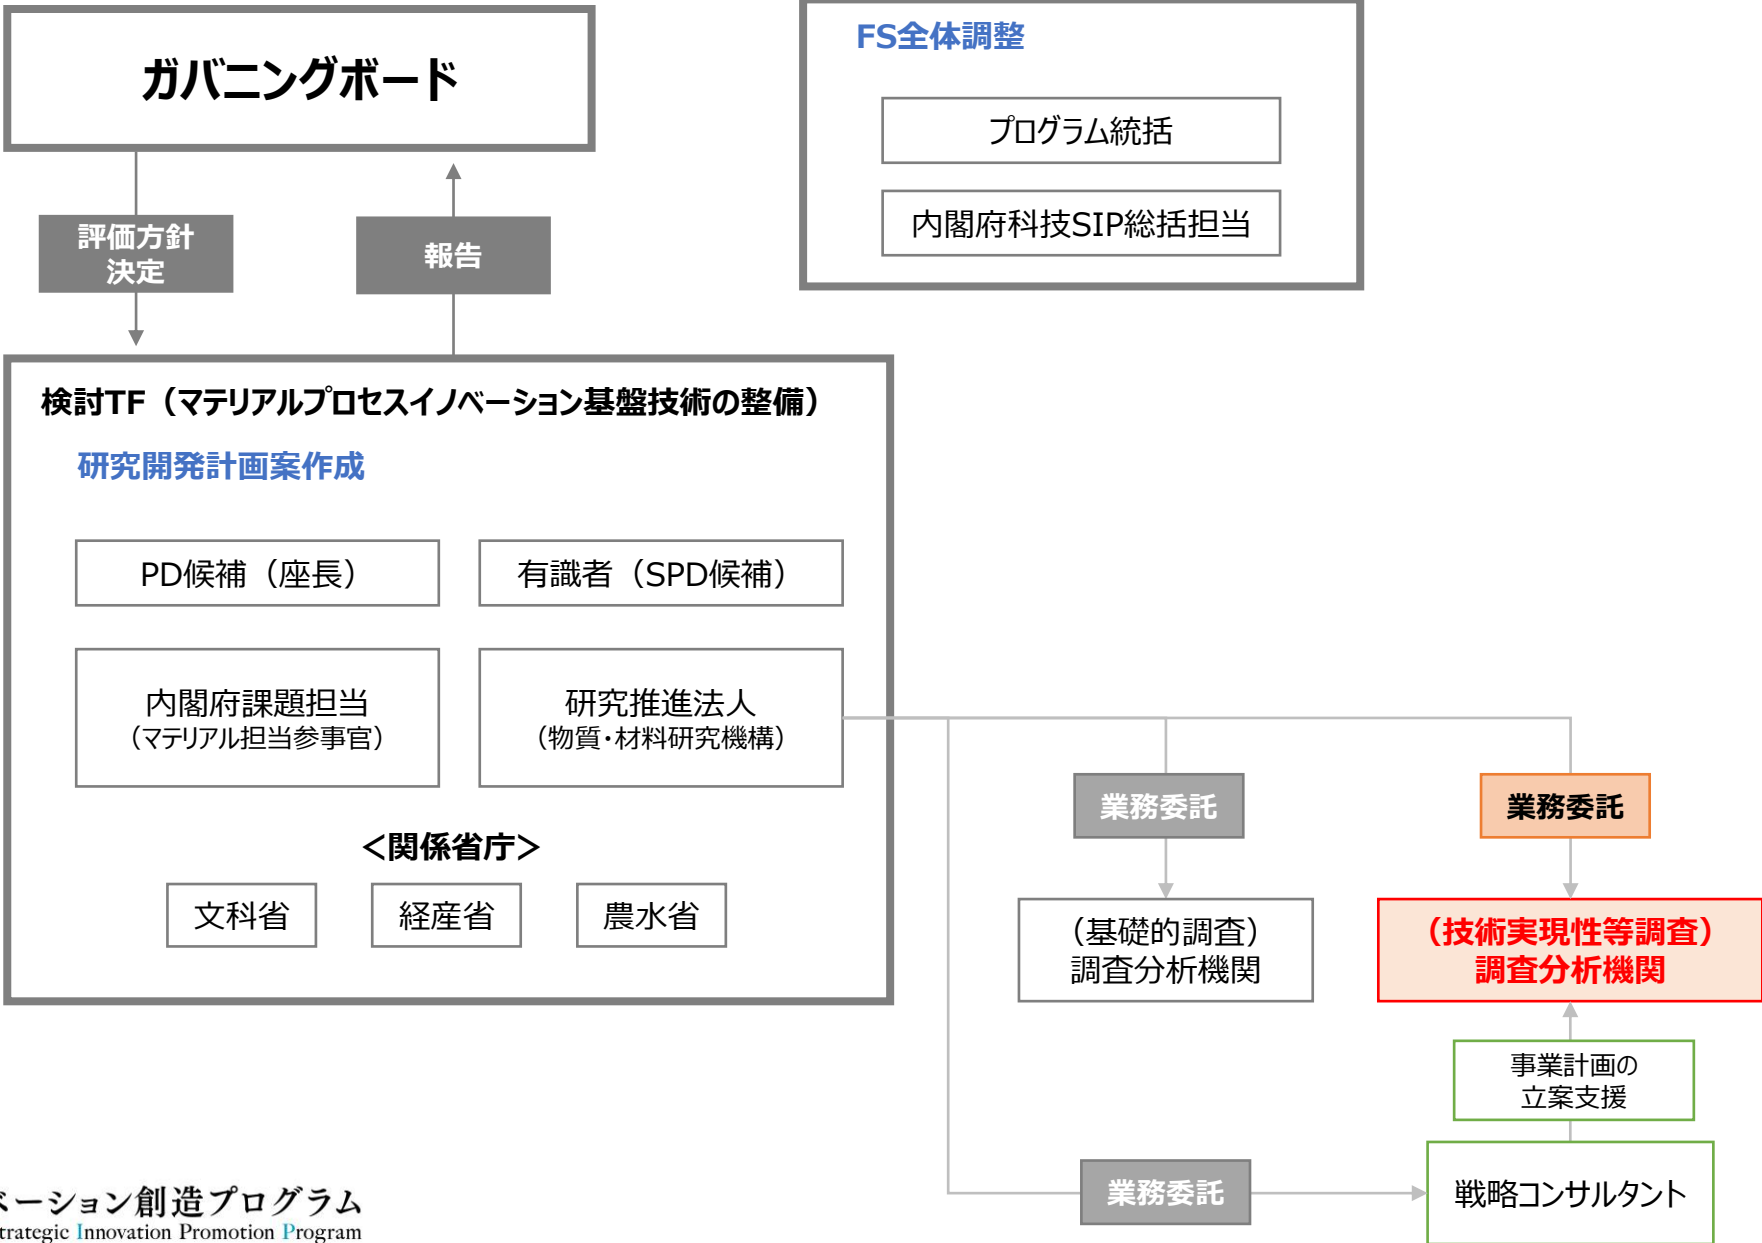 ガバニングボード
FS全体調整
プログラム統括
内閣府科技SIP総括担当
評価方針
決定
報告
検討TF（マテリアルプロセスイノベーション基盤技術の整備）
研究開発計画案作成
PD候補（座長）
有識者（SPD候補）
内閣府課題担当
（マテリアル担当参事官）
研究推進法人
（物質・材料研究機構）
＜関係省庁＞
文科省
経産省
農水省
業務委託
業務委託
（基礎的調査）
調査分析機関
（技術実現性等調査）
調査分析機関
事業計画の
立案支援
業務委託
戦略コンサルタント
ベーション創造プログラム
trategic Innovation Promotion Program